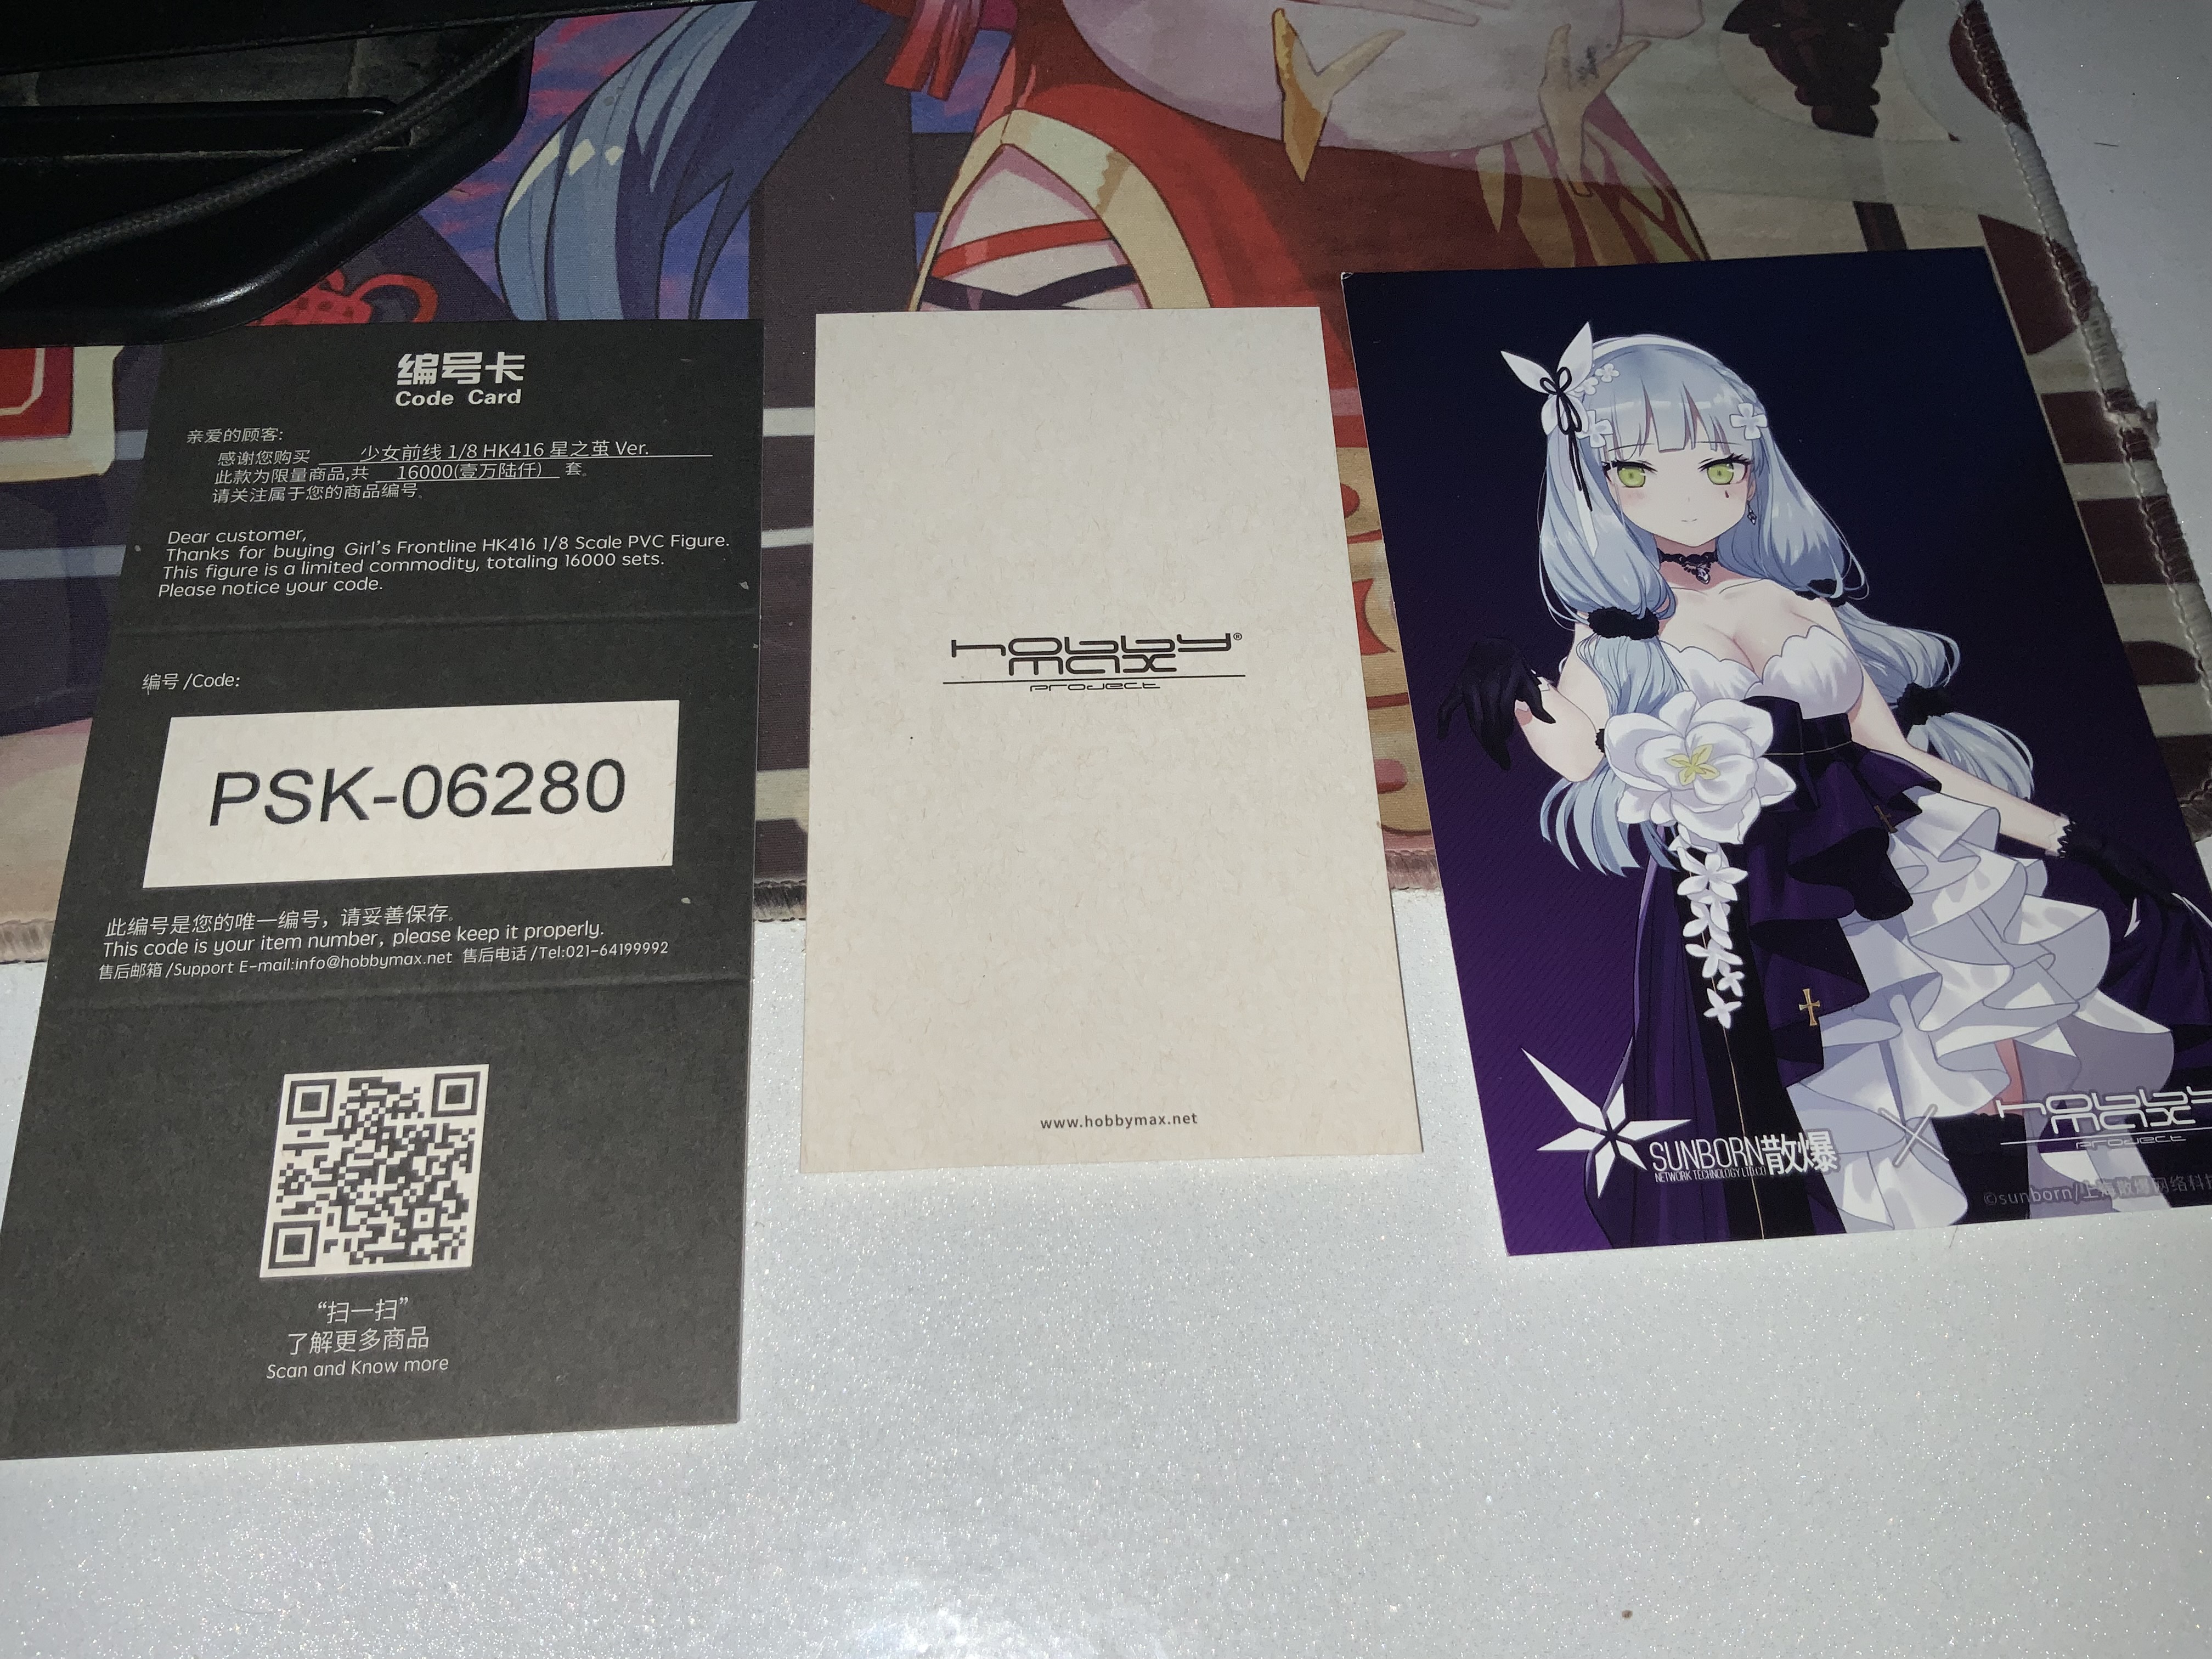 编号卡
Code Card
亲爱的顾客:
感谢您购买 少女前线 1/8 HK416 星之茧 Ver.
此款为限量商品,共 16000(壹万陆仟) 套。
请关注属于您的商品编号。
Dear customer,
Thanks for buying Girl's Frontline HK416 1/8 Scale PVC Figure.
This figure is a limited commodity, totaling 16000 sets.
Please notice your code.
编号 /Code:
PSK-06280
此编号是您的唯一编号，请妥善保存。
This code is your item number, please keep it properly.
售后邮箱 /Support E-mail:info@hobbymax.net 售后电话 /Tel:021-64199992
“扫一扫”
了解更多商品
Scan and Know more
hobby®
max
project
www.hobbymax.net
SUNBORN散爆
NETWORK TECHNOLOGY LTD.CO
hobby
max
project
©sunborn/上海散爆网络科技